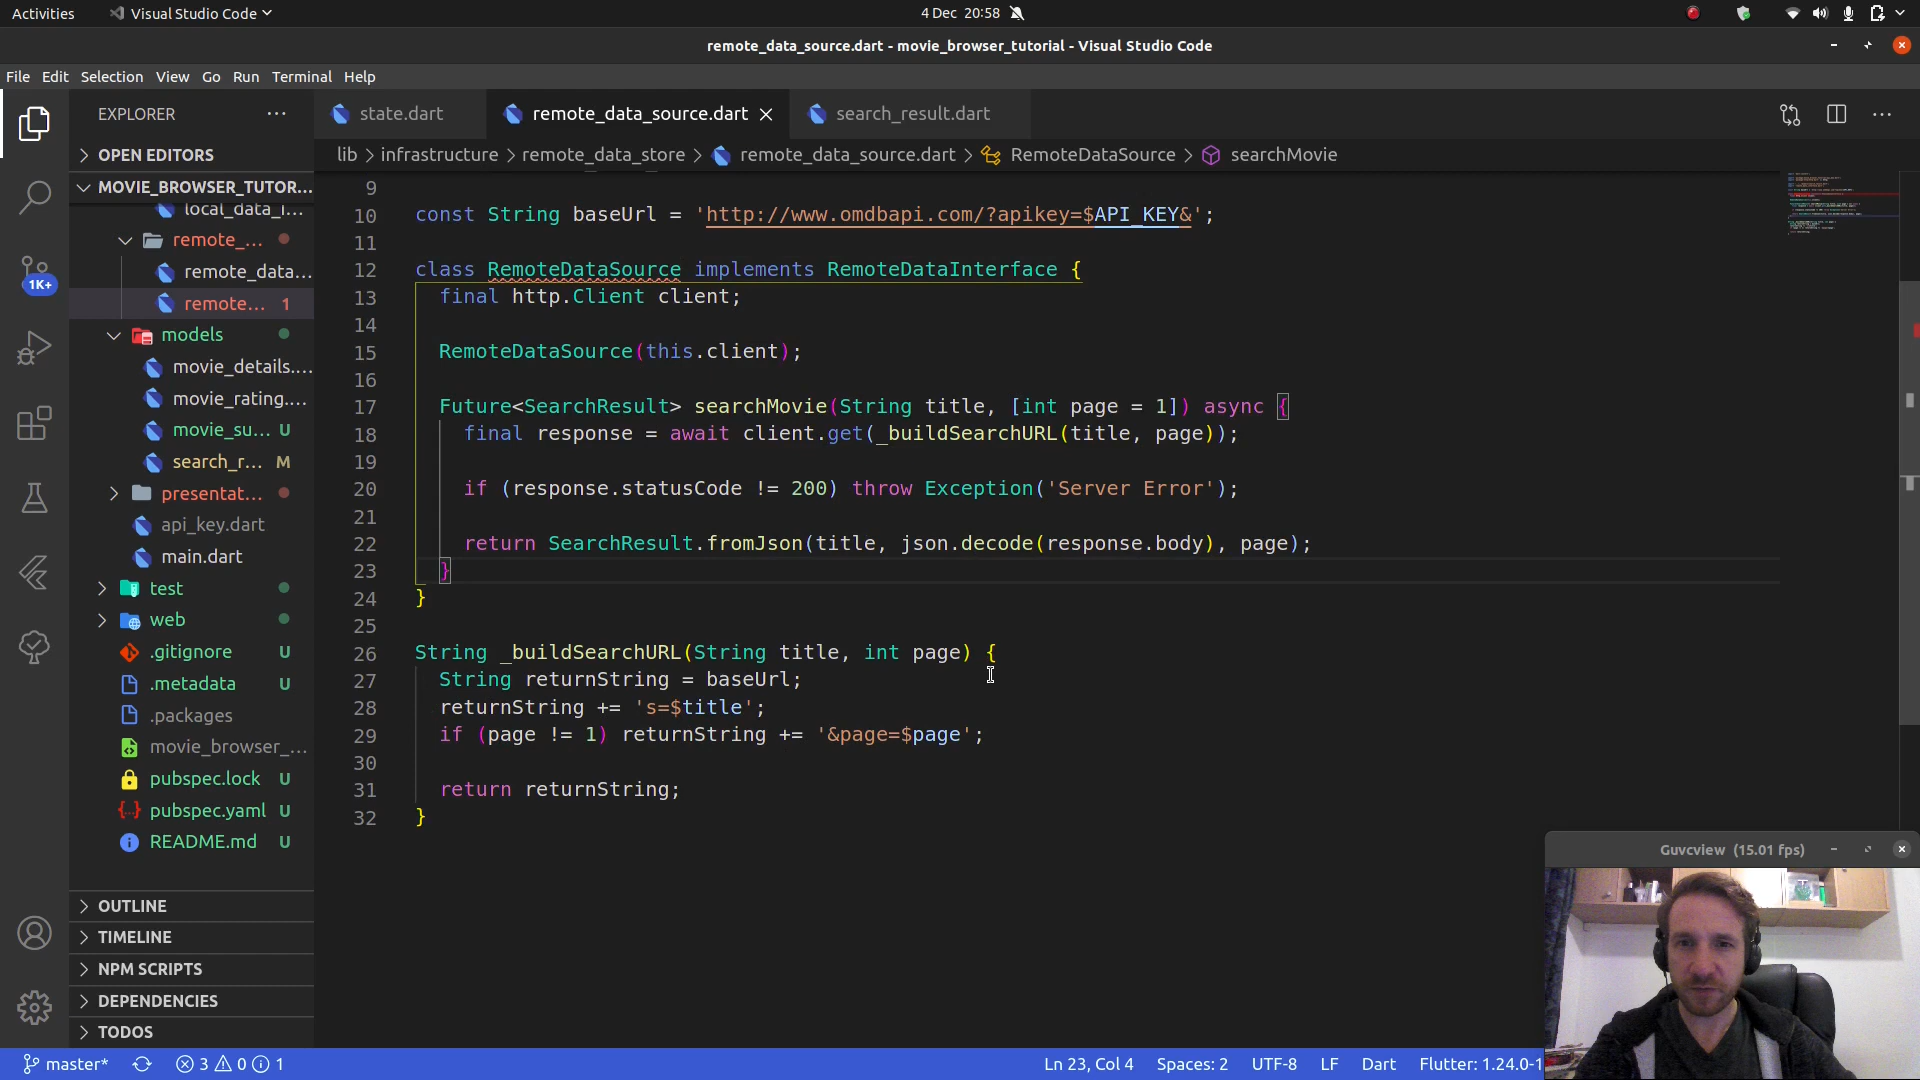 Activities
Visual Studio Code
4 Dec 20:58
remote_data_source.dart - movie_browser_tutorial - Visual Studio Code
File Edit Selection View Go Run Terminal Help
EXPLORER
state.dart
remote_data_source.dart
search_result.dart
OPEN EDITORS
lib > infrastructure > remote_data_store > remote_data_source.dart > RemoteDataSource > searchMovie
MOVIE_BROWSER_TUTOR...
local_data_i...
remote_...
remote_data...
remote... 1
models
movie_details....
movie_rating....
movie_su... U
search_r... M
presentat...
api_key.dart
main.dart
test
web
.gitignore U
.metadata U
.packages
movie_browser_...
pubspec.lock U
pubspec.yaml U
README.md U
OUTLINE
TIMELINE
NPM SCRIPTS
DEPENDENCIES
TODOS
1K+
9
10 const String baseUrl = 'http://www.omdbapi.com/?apikey=$API_KEY&';
11
12 class RemoteDataSource implements RemoteDataInterface {
13 final http.Client client;
14
15 RemoteDataSource(this.client);
16
17 Future<SearchResult> searchMovie(String title, [int page = 1]) async {
18 final response = await client.get(_buildSearchURL(title, page));
19
20 if (response.statusCode != 200) throw Exception('Server Error');
21
22 return SearchResult.fromJson(title, json.decode(response.body), page);
23 }
24 }
25
26 String _buildSearchURL(String title, int page) {
27 String returnString = baseUrl;
28 returnString += 's=$title';
29 if (page != 1) returnString += '&page=$page';
30
31 return returnString;
32 }
Guvcview (15.01 fps)
master* 3 0 1
Ln 23, Col 4 Spaces: 2 UTF-8 LF Dart Flutter: 1.24.0-1